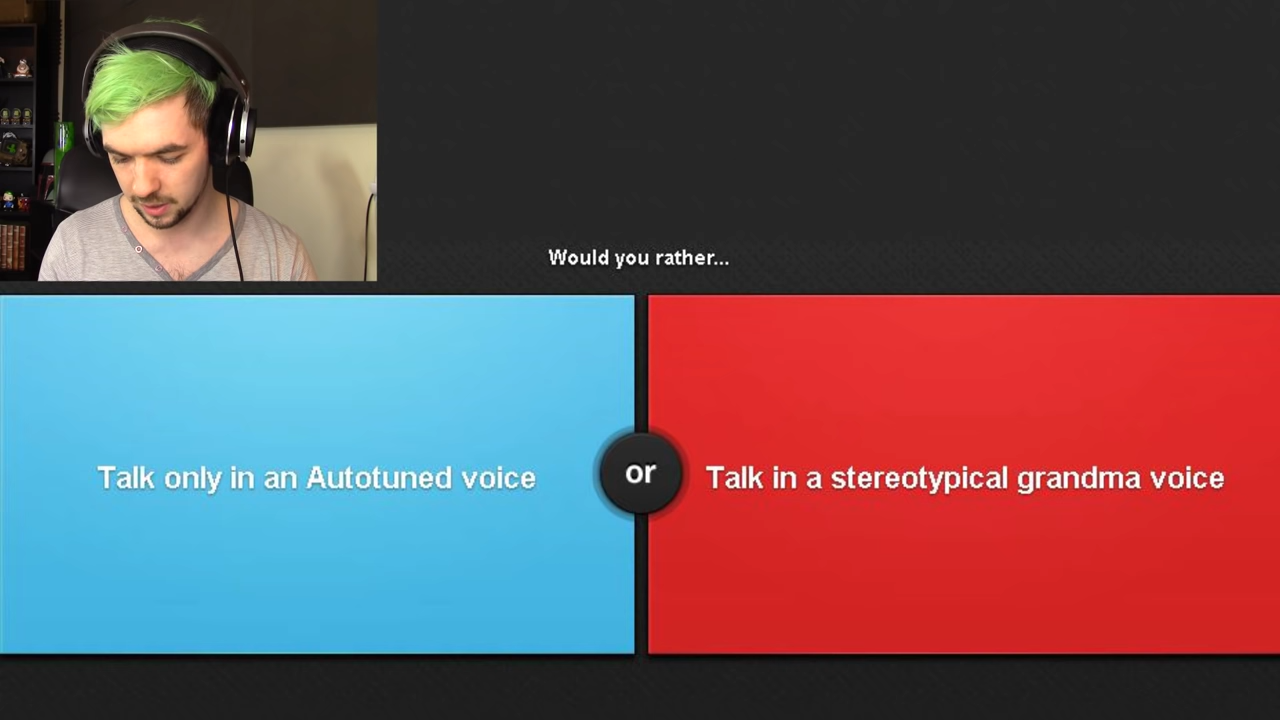 Would you rather...
Talk only in an Autotuned voice
or
Talk in a stereotypical grandma voice